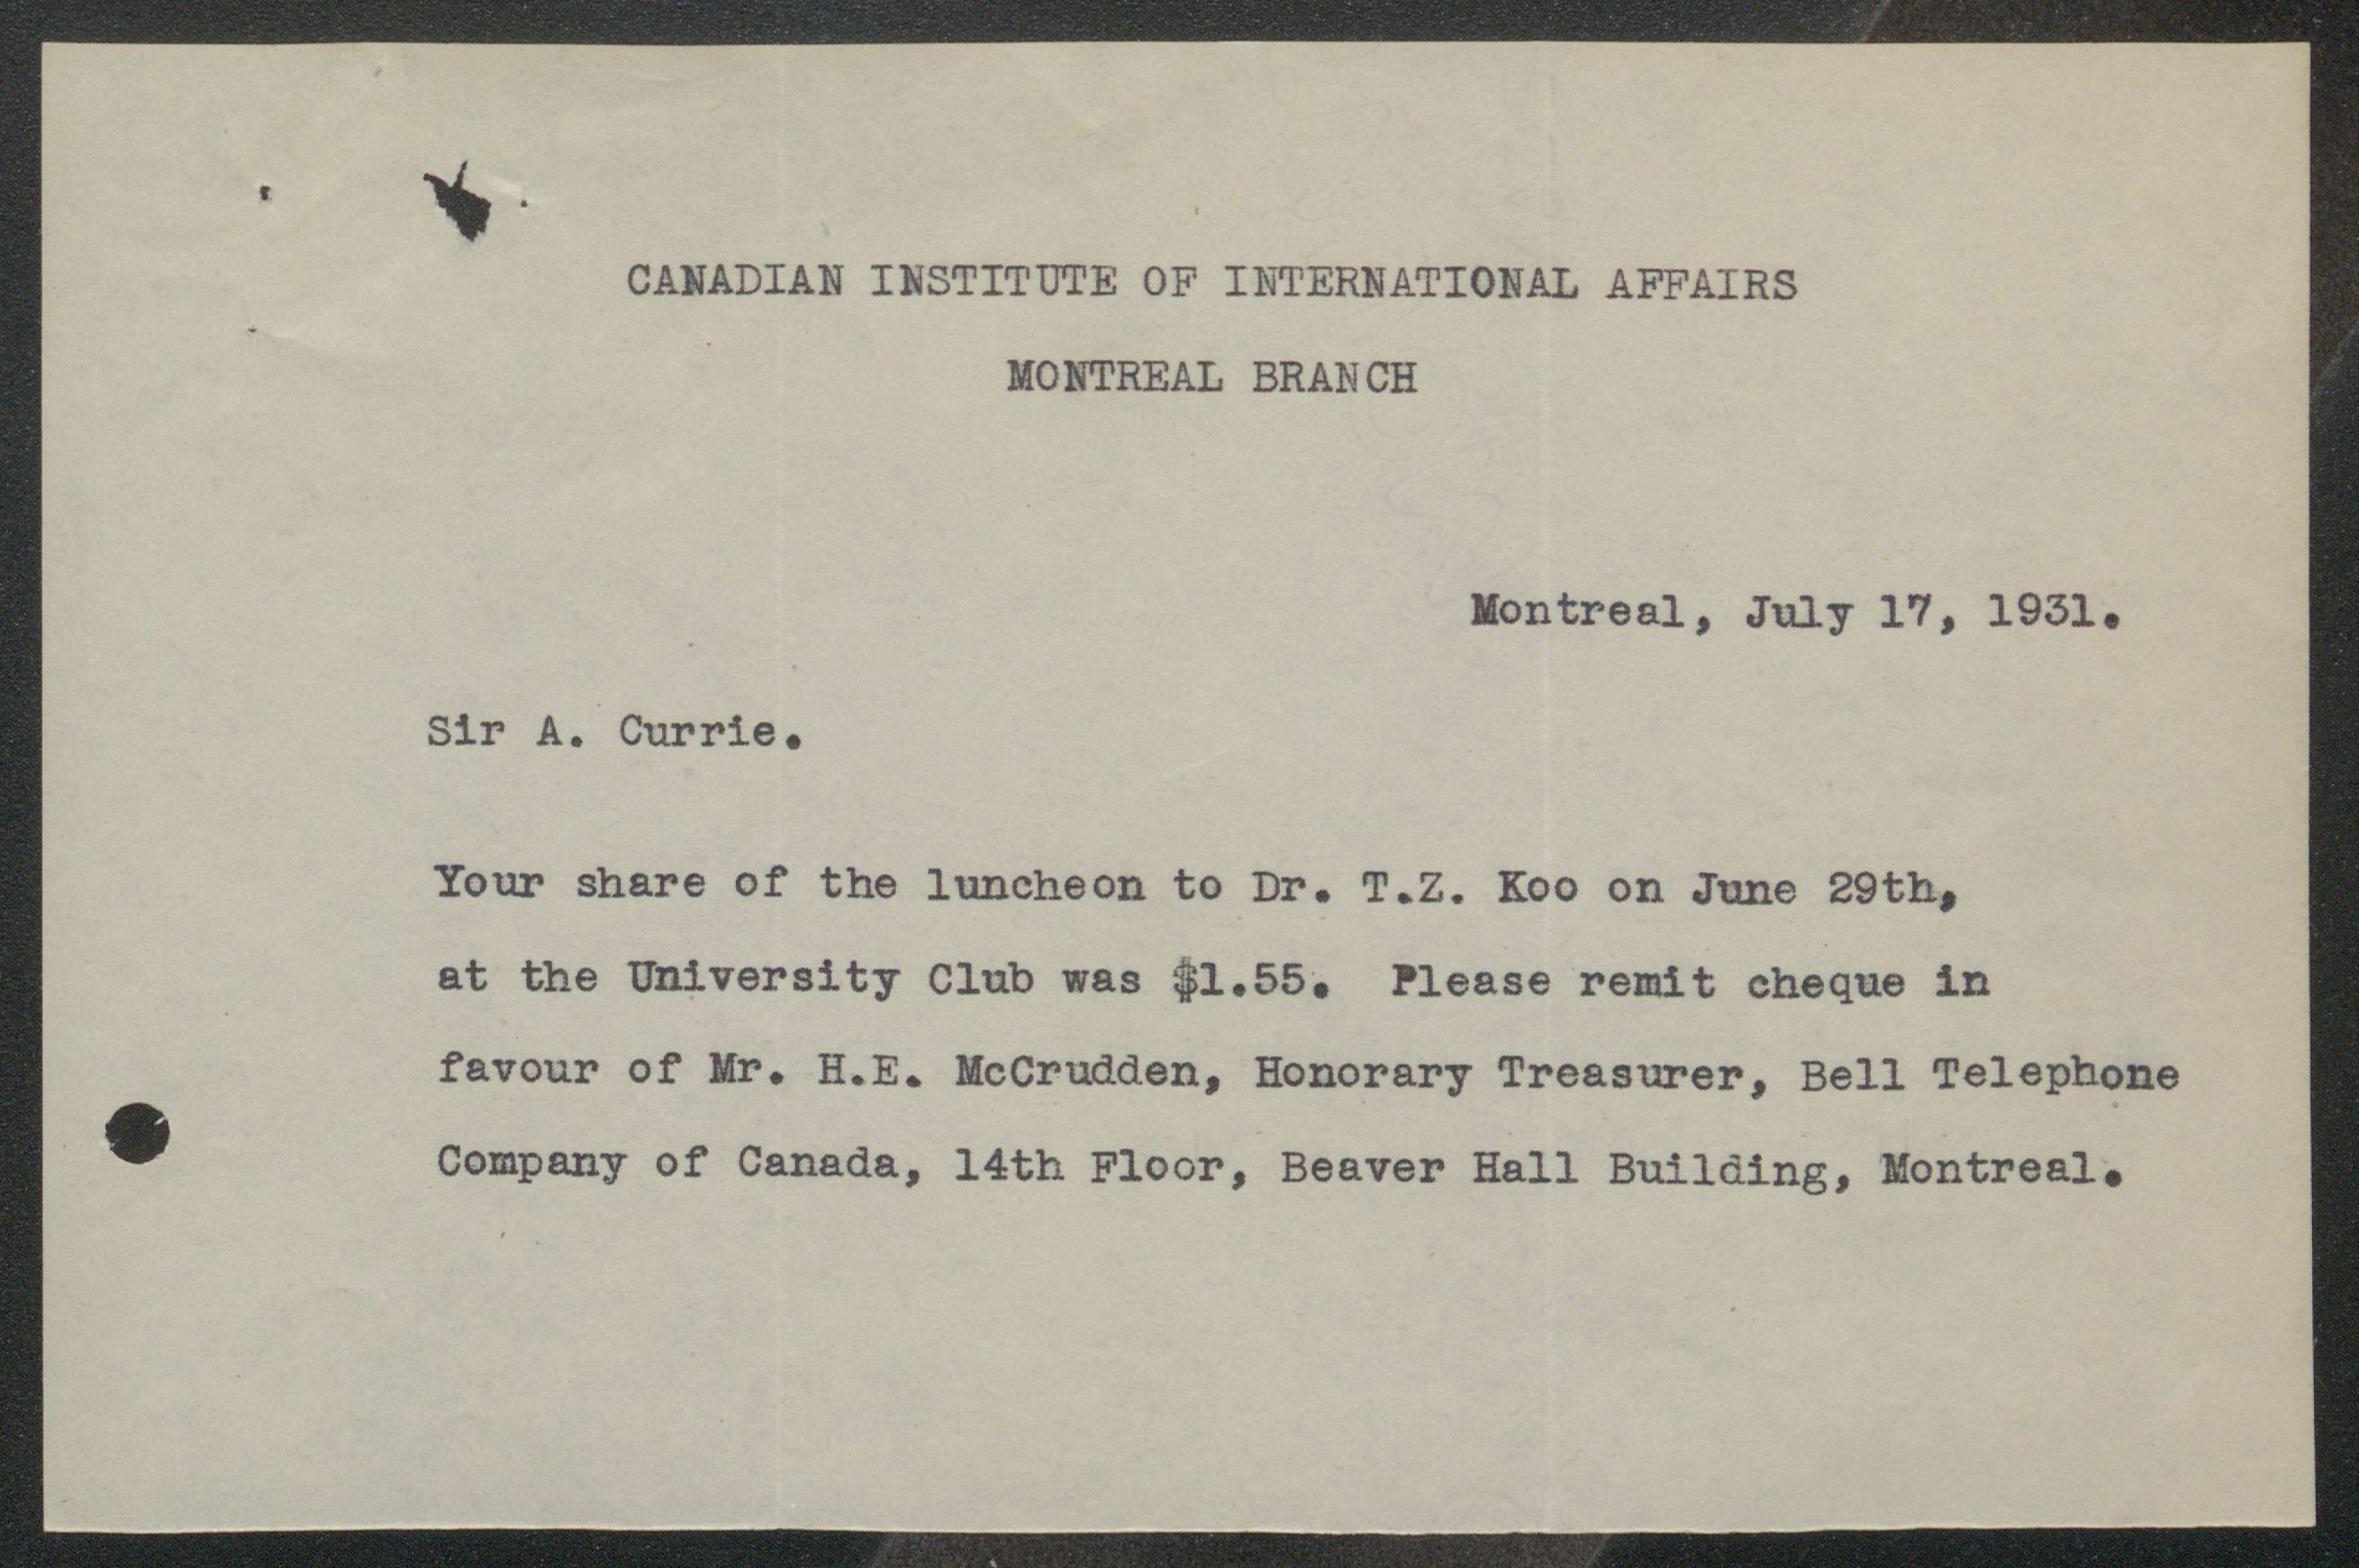 CANADIAN INSTITUTE OF INTERNATIONAL AFFAIRS
MONTREAL BRANCH
Montreal, July 17, 1931.
Sir A. Currie.
Your share of the luncheon to Dr. T.Z. Koo on June 29th,
at the University Club was $1.55. Please remit cheque in
favour of Mr. H.E. McCrudden, Honorary Treasurer, Bell Telephone
Company of Canada, 14th Floor, Beaver Hall Building, Montreal.